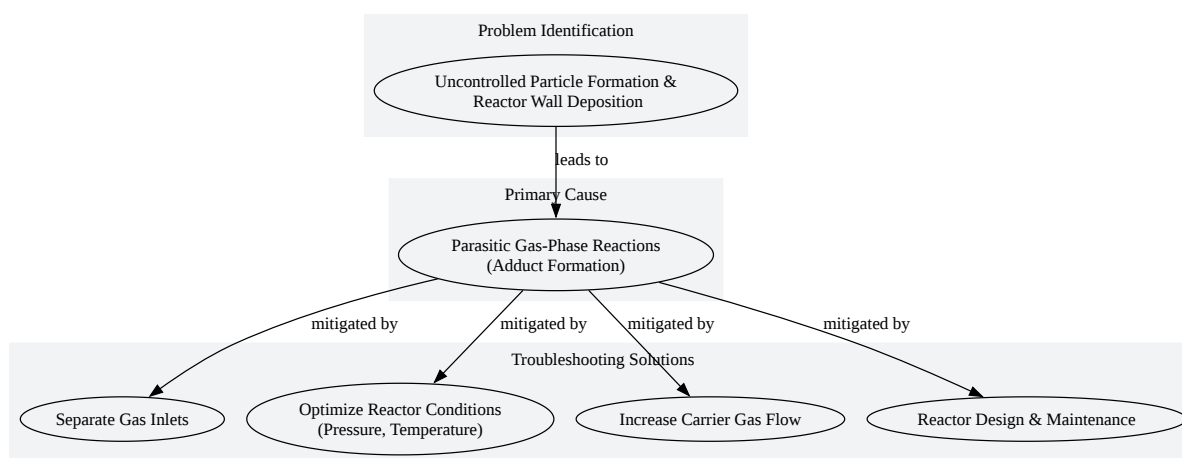 Problem Identification
Uncontrolled Particle Formation &
Reactor Wall Deposition
leads to
Primary Cause
Parasitic Gas-Phase Reactions
(Adduct Formation)
mitigated by
mitigated by
mitigated by
mitigated by
Troubleshooting Solutions
Separate Gas Inlets
Optimize Reactor Conditions
(Pressure, Temperature)
Increase Carrier Gas Flow
Reactor Design & Maintenance